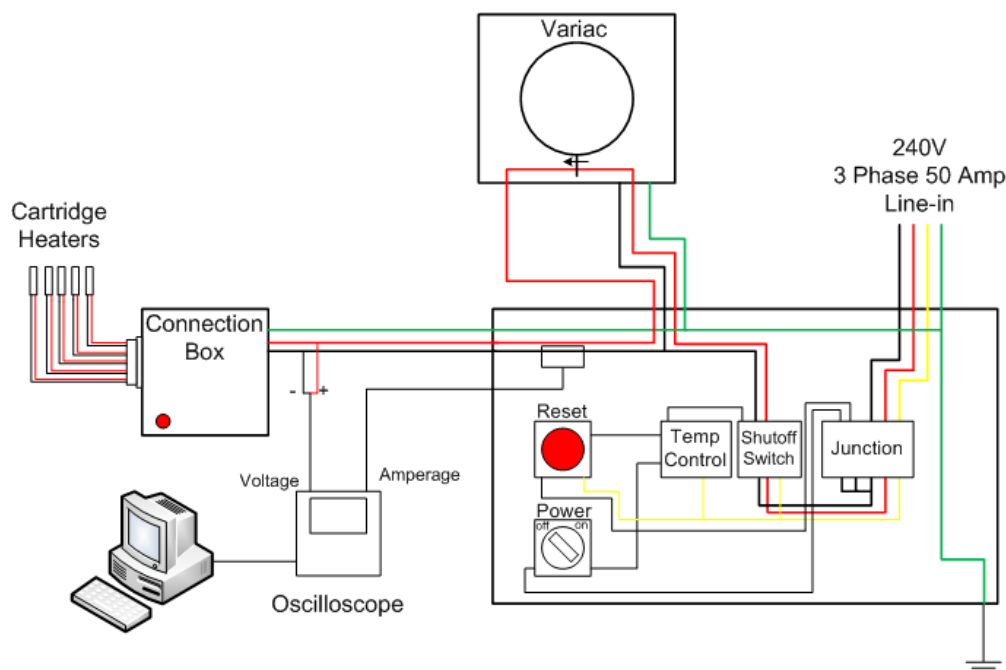 Variac
240V
3 Phase 50 Amp
Line-in
Cartridge
Heaters
Connection
Box
- +
Reset
Temp
Control
Shutoff
Switch
Junction
Voltage
Amperage
Power
off on
Oscilloscope